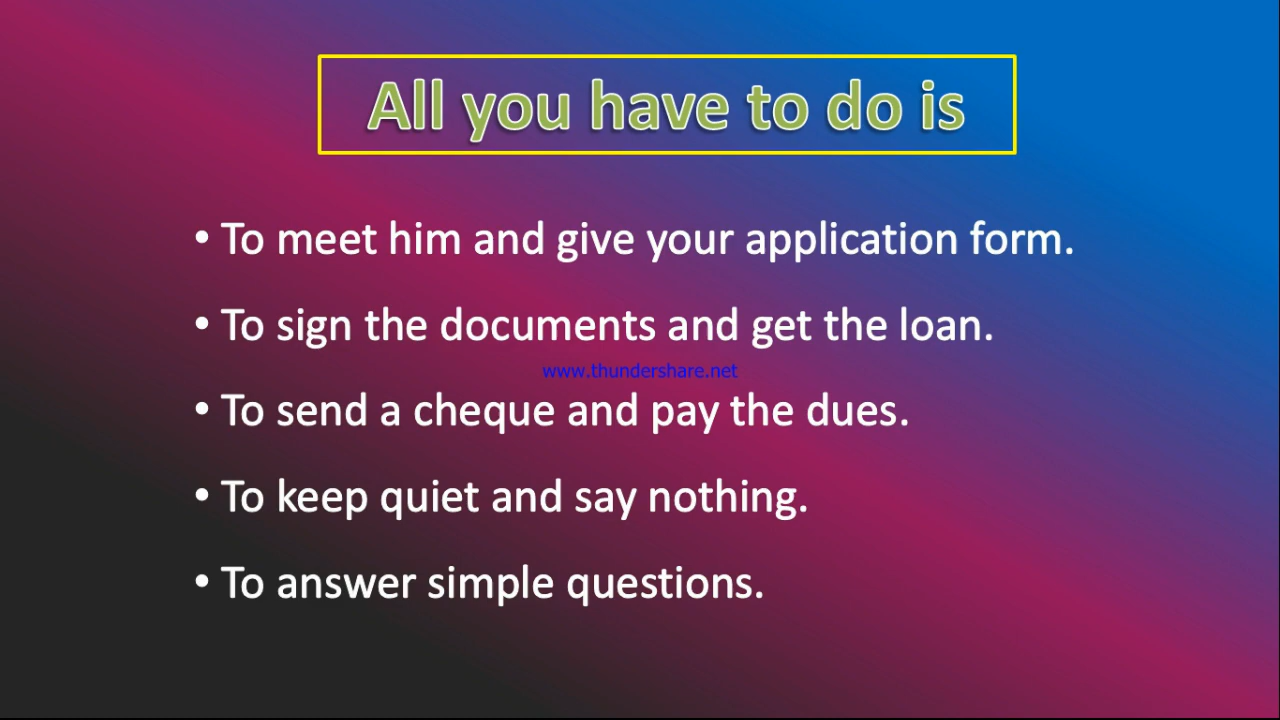 All you have to do is
• To meet him and give your application form.
• To sign the documents and get the loan.
www.thundershare.net
• To send a cheque and pay the dues.
• To keep quiet and say nothing.
• To answer simple questions.